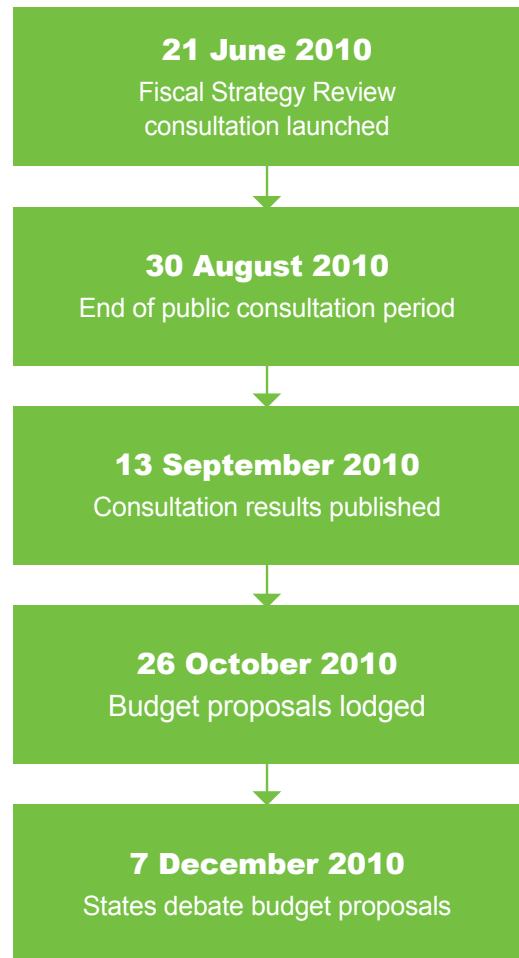 21 June 2010
Fiscal Strategy Review
consultation launched
30 August 2010
End of public consultation period
13 September 2010
Consultation results published
26 October 2010
Budget proposals lodged
7 December 2010
States debate budget proposals